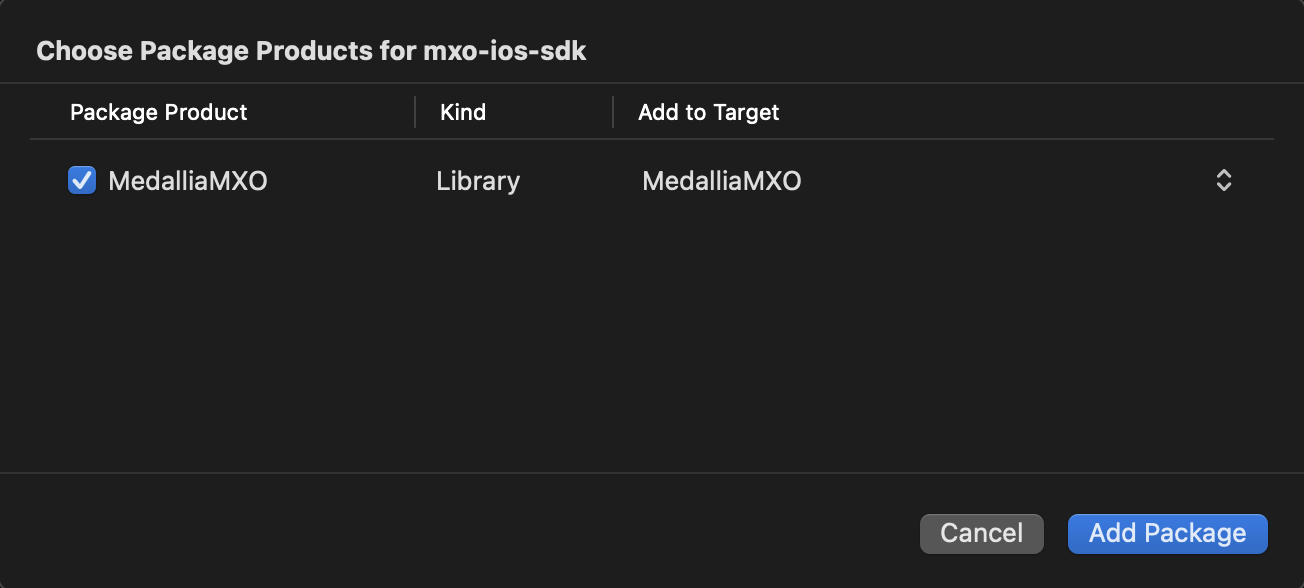 Choose Package Products for mxo-ios-sdk
Package Product Kind Add to Target
MedalliaMXO Library MedalliaMXO
Cancel Add Package